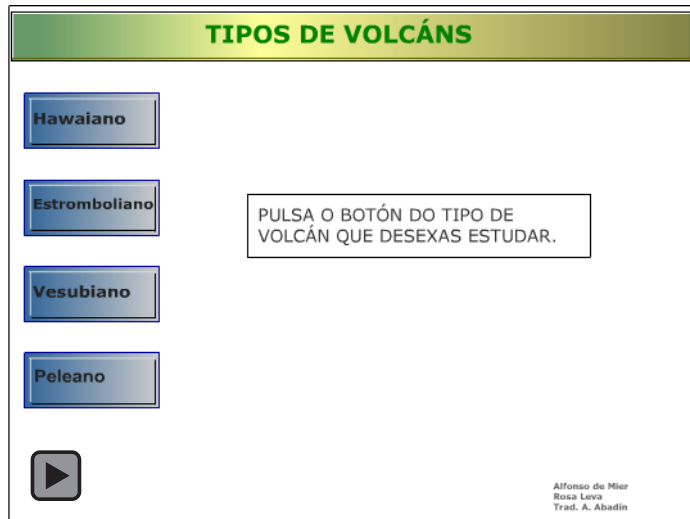 TIPOS DE VOLCÁNS
Hawaiano
Estromboliano
Vesubiano
Peleano
PULSA O BOTÓN DO TIPO DE
VOLCÁN QUE DESEXAS ESTUDAR.
Alfonso de Mier
Rosa Leva
Trad. A. Abadín